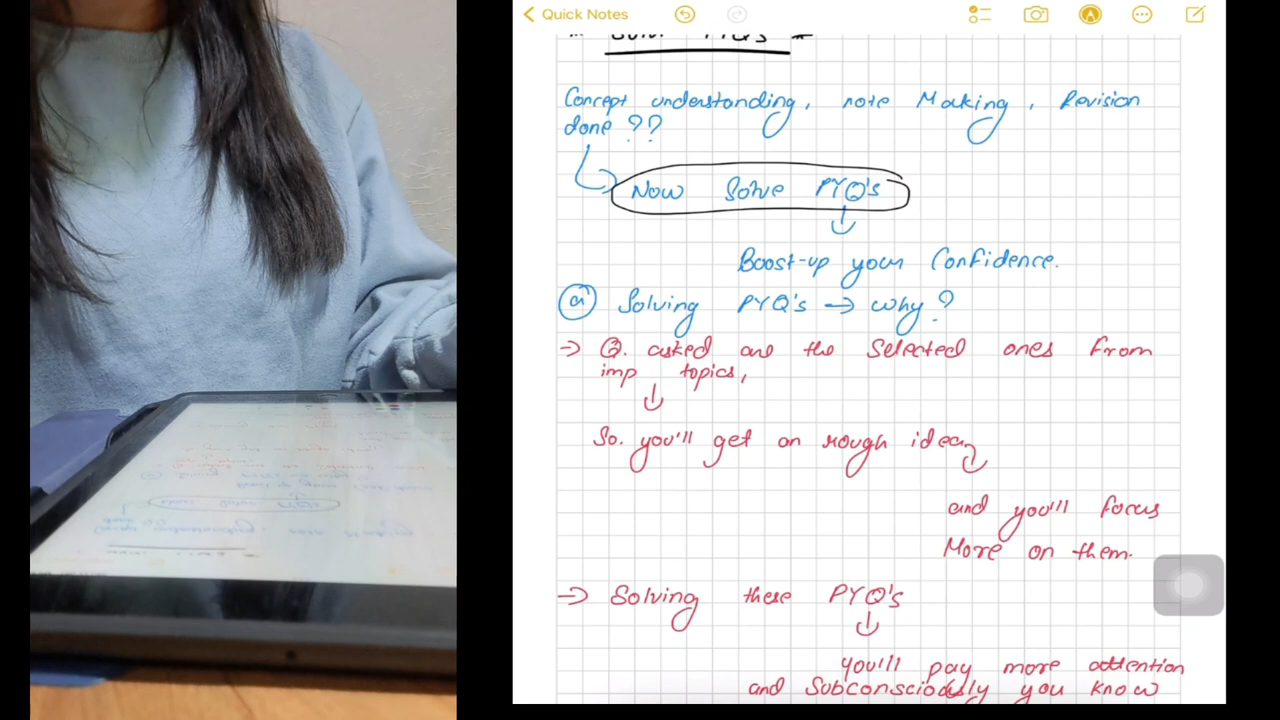 Quick Notes
Concept understanding, note Making, Revision
done ??
Now Solve PYQ's
Boost-up your Confidence.
a Solving PYQ's → why?
→ Q. asked are the Selected ones from
imp topics,
So. you'll get an rough idea
and you'll focus
More on them.
→ Solving these PYQ's
you'll pay more attention
and Subconsciously you know